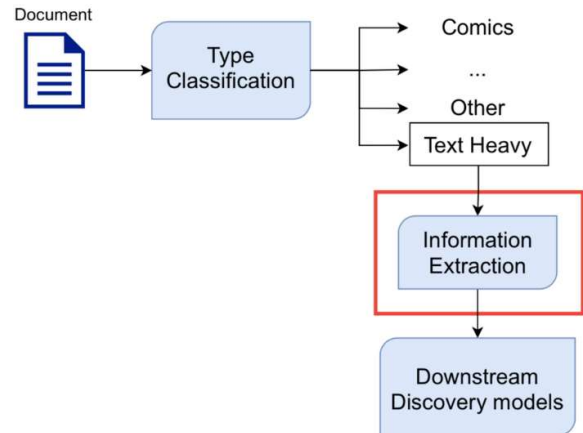 Document
Type
Classification
Comics
...
Other
Text Heavy
Information
Extraction
Downstream
Discovery models